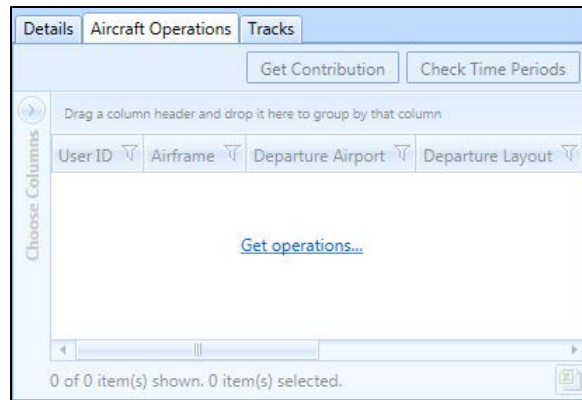 Details Aircraft Operations Tracks
Get Contribution Check Time Periods
Drag a column header and drop it here to group by that column
Choose Columns
User ID Airframe Departure Airport Departure Layout
Get operations...
0 of 0 item(s) shown. 0 item(s) selected.